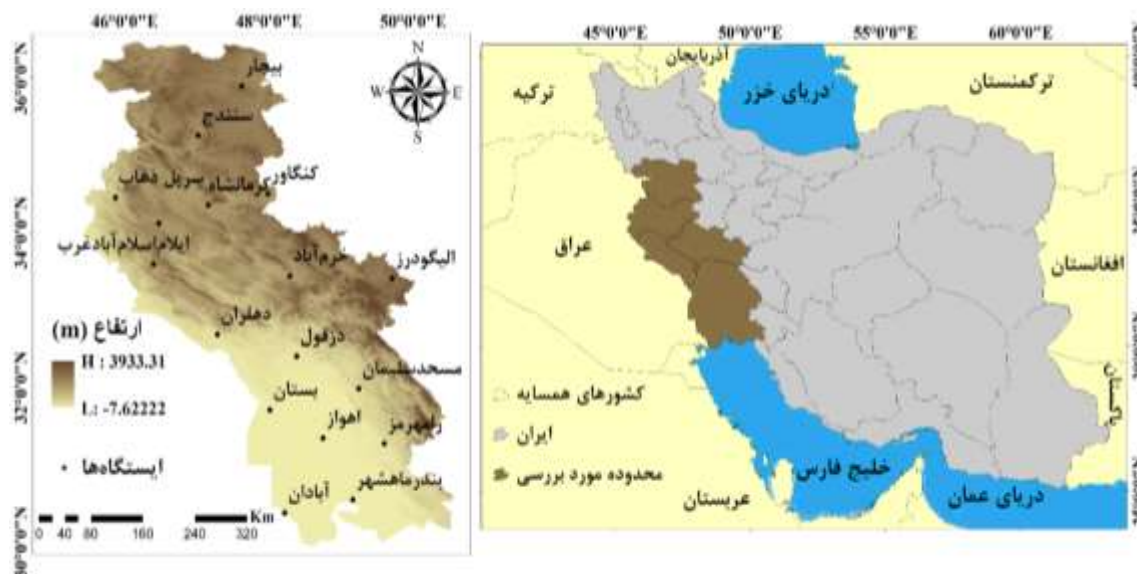 46°0'0"E 48°0'0"E 50°0'0"E
36°0'0"N
34°0'0"N
32°0'0"N
30°0'0"N
N
W E
S
بیجار
سنندج
کنگاور
کرمانشاه
سرپل ذهاب
ایلام
اسلام‌آبادغرب
خرم‌آباد
الیگودرز
دهلران
دزفول
مسجدسلیمان
بستان
اهواز
رامهرمز
بندرماهشهر
آبادان
ارتفاع (m)
H : 3933.31
L: -7.62222
ایستگاه‌ها
Km
0 40 80 160 240 320
45°0'0"E 50°0'0"E 55°0'0"E 60°0'0"E
آذربایجان
ترکمنستان
ترکیه
دریای خزر
عراق
افغانستان
پاکستان
کشورهای همسایه
ایران
محدوده مورد بررسی
خلیج فارس
دریای عمان
عربستان